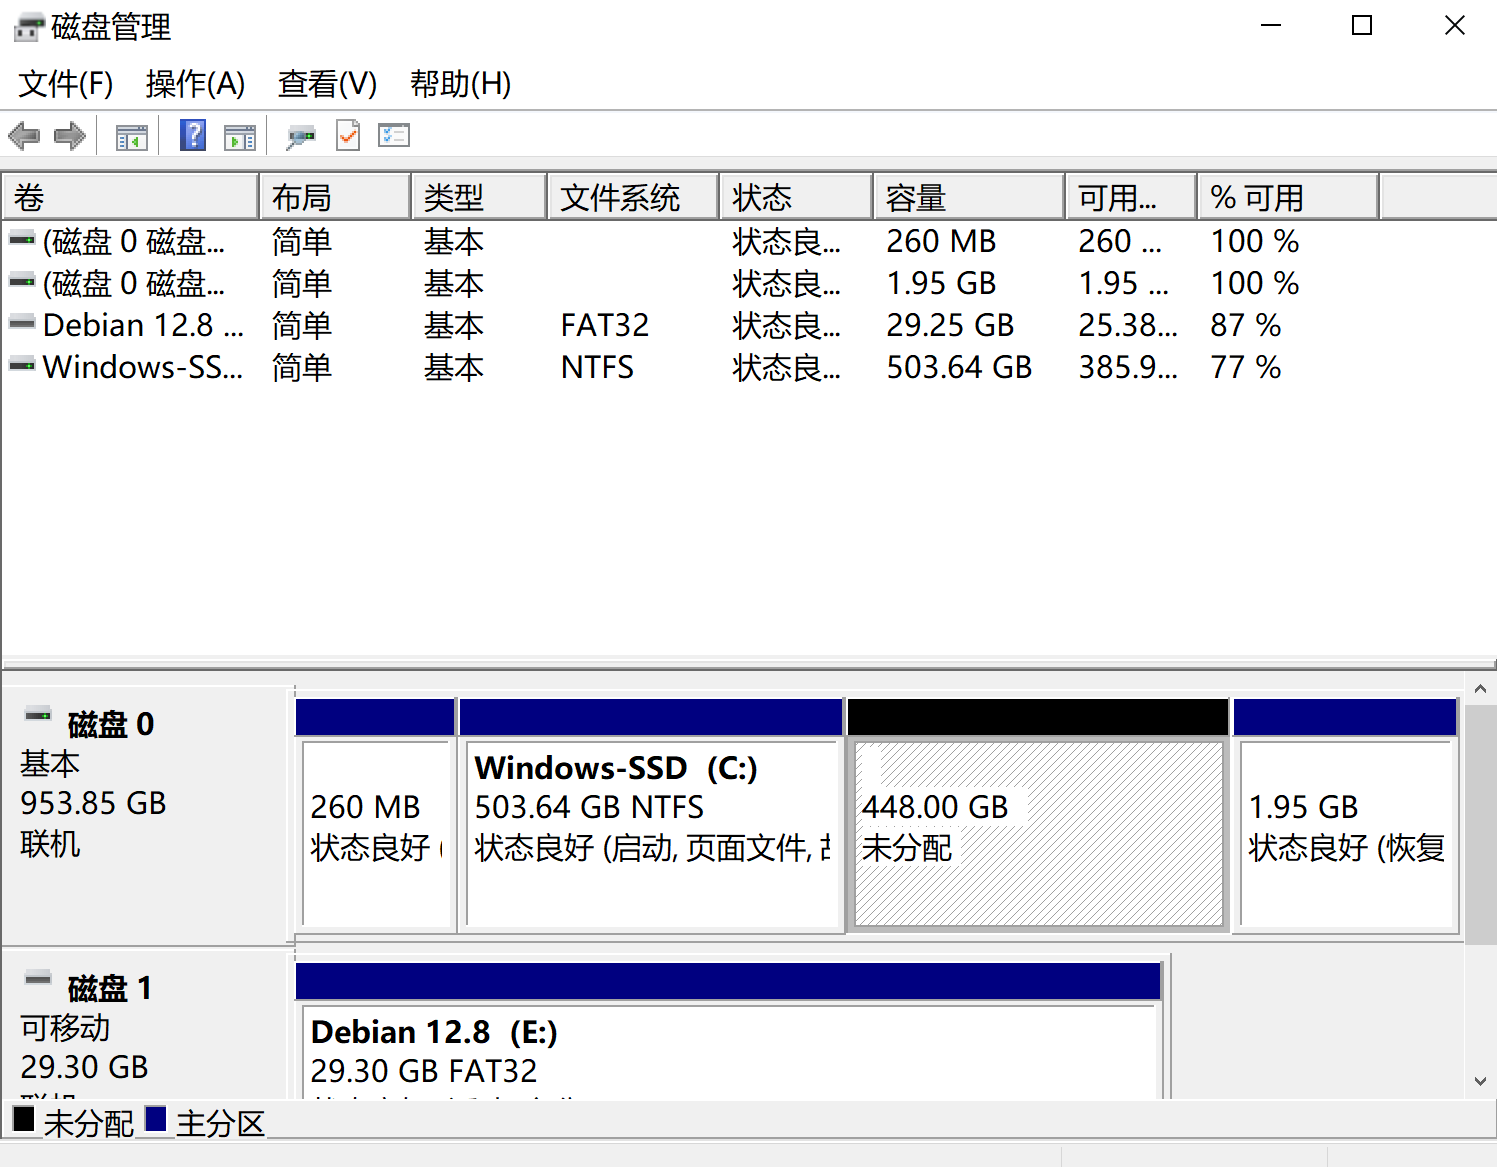 磁盘管理
文件(F) 操作(A) 查看(V) 帮助(H)
卷 布局 类型 文件系统 状态 容量 可用... % 可用
(磁盘 0 磁盘... 简单 基本 状态良... 260 MB 260 ... 100 %
(磁盘 0 磁盘... 简单 基本 状态良... 1.95 GB 1.95 ... 100 %
Debian 12.8 ... 简单 基本 FAT32 状态良... 29.25 GB 25.38... 87 %
Windows-SS... 简单 基本 NTFS 状态良... 503.64 GB 385.9... 77 %
磁盘 0
基本
953.85 GB
联机
260 MB
状态良好 (
Windows-SSD (C:)
503.64 GB NTFS
状态良好 (启动, 页面文件,
448.00 GB
未分配
1.95 GB
状态良好 (恢复
磁盘 1
可移动
29.30 GB
Debian 12.8 (E:)
29.30 GB FAT32
未分配 主分区